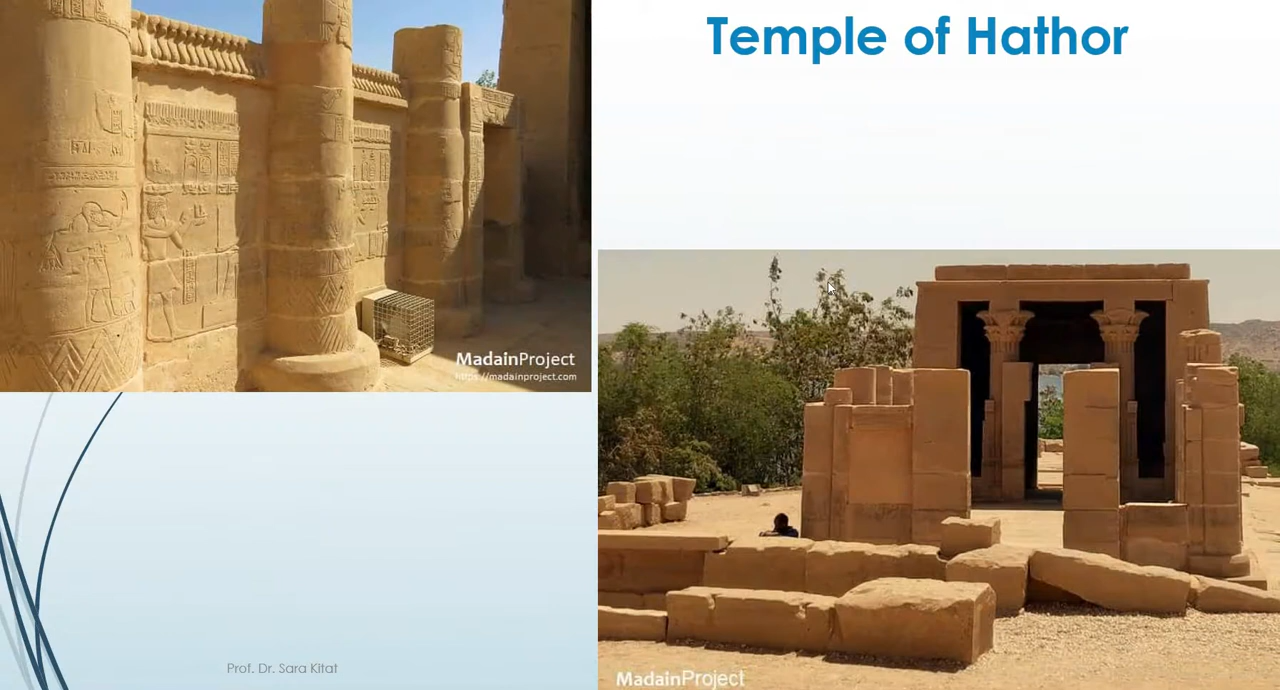 Temple of Hathor
MadainProject
https://madainproject.com
MadainProject
Prof. Dr. Sara Kitat